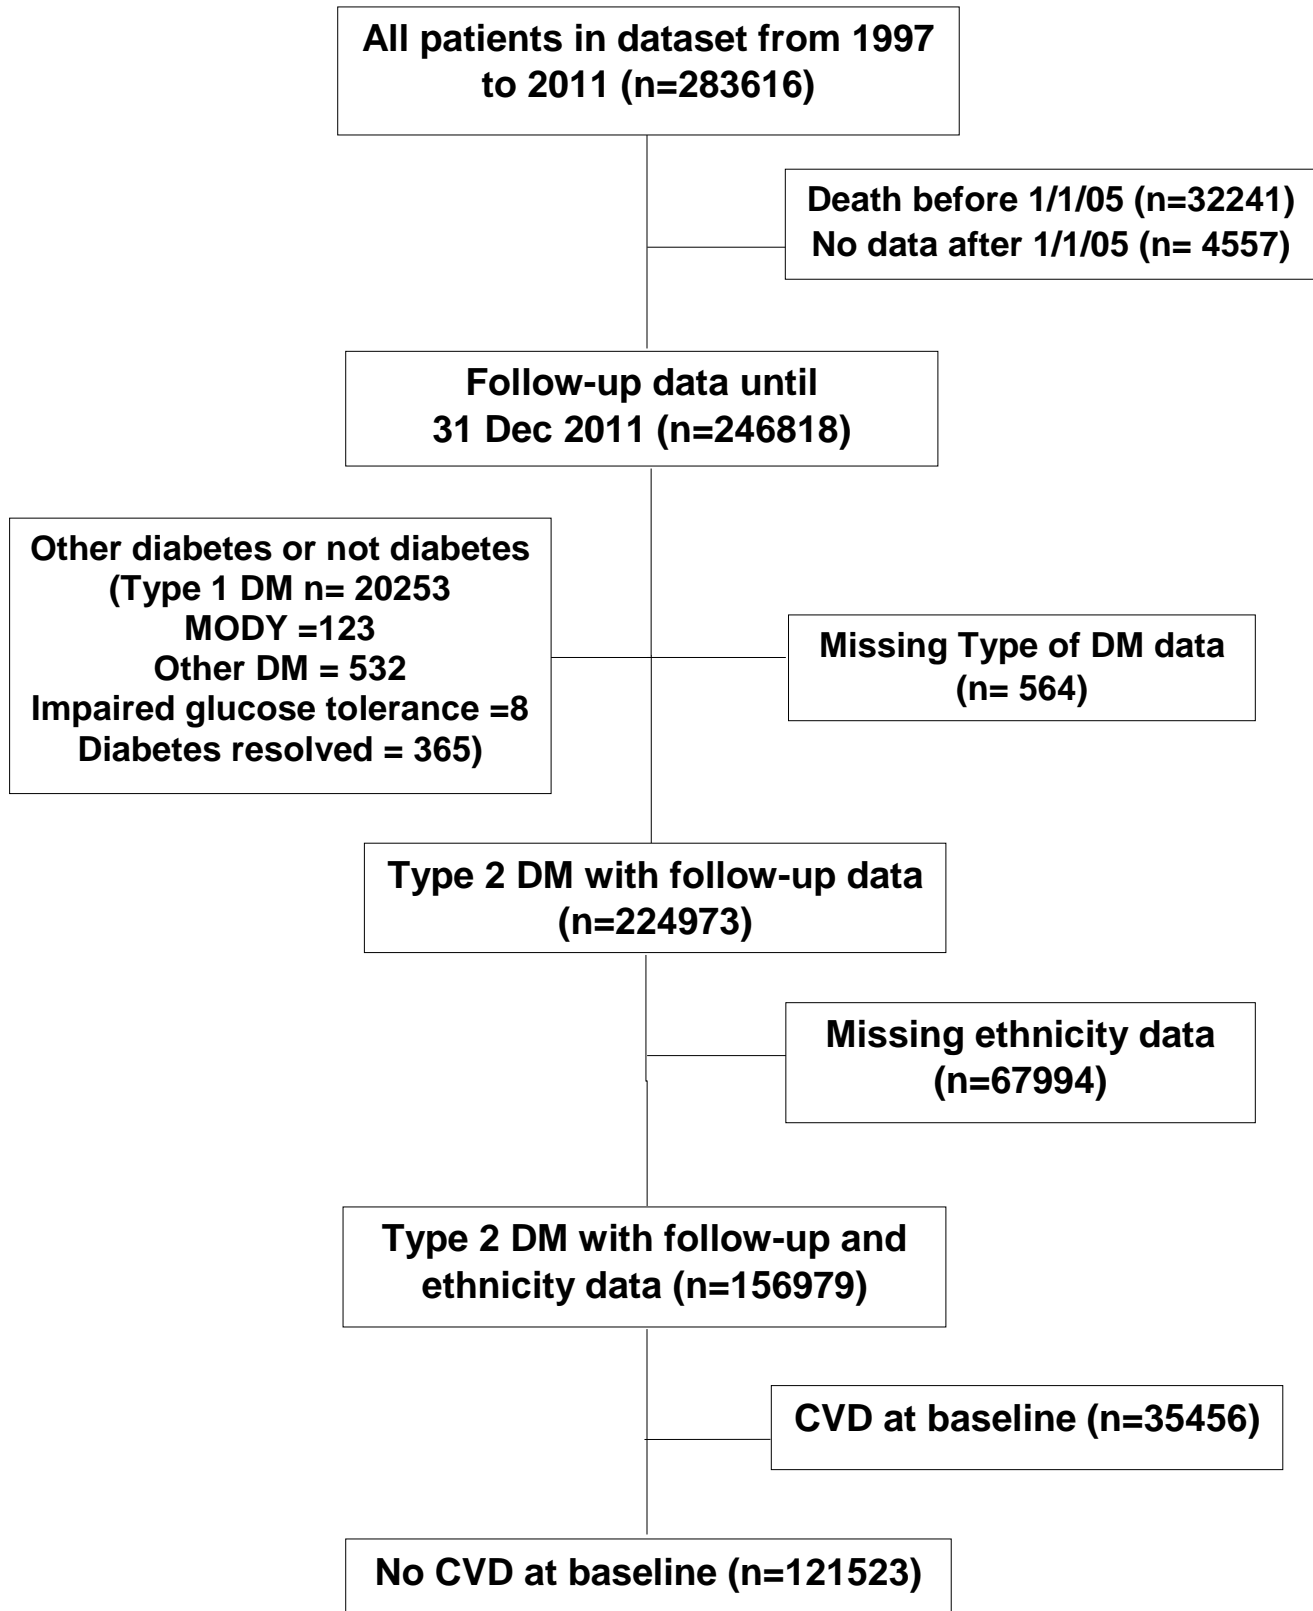 All patients in dataset from 1997
to 2011 (n=283616)
Death before 1/1/05 (n=32241)
No data after 1/1/05 (n= 4557)
Follow-up data until
31 Dec 2011 (n=246818)
Other diabetes or not diabetes
(Type 1 DM n= 20253
MODY =123
Other DM = 532
Impaired glucose tolerance =8
Diabetes resolved = 365)
Missing Type of DM data
(n= 564)
Type 2 DM with follow-up data
(n=224973)
Missing ethnicity data
(n=67994)
Type 2 DM with follow-up and
ethnicity data (n=156979)
CVD at baseline (n=35456)
No CVD at baseline (n=121523)